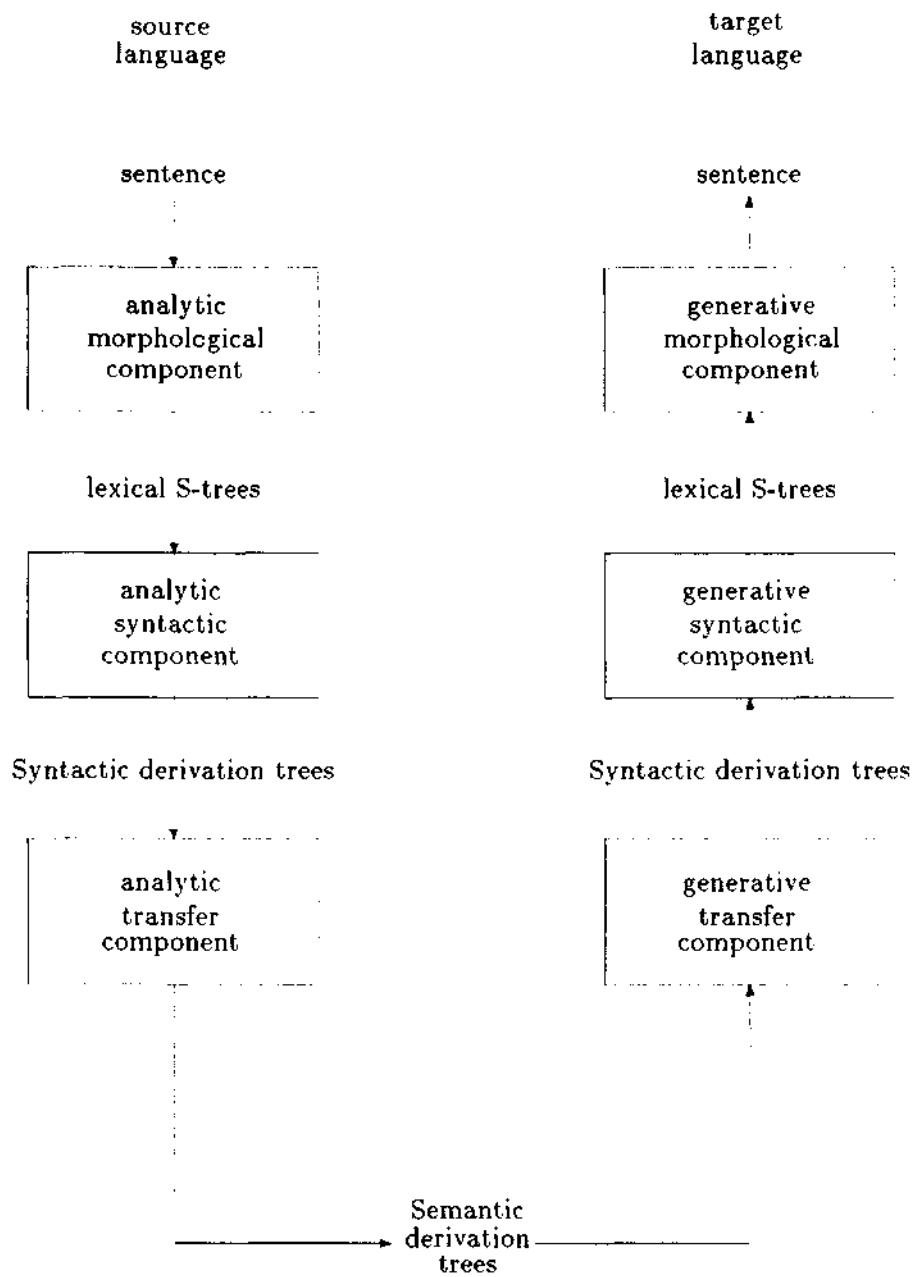 source
language
target
language
sentence
sentence
analytic
morphological
component
generative
morphological
component
lexical S-trees
lexical S-trees
analytic
syntactic
component
generative
syntactic
component
Syntactic derivation trees
Syntactic derivation trees
analytic
transfer
component
generative
transfer
component
Semantic
derivation
trees